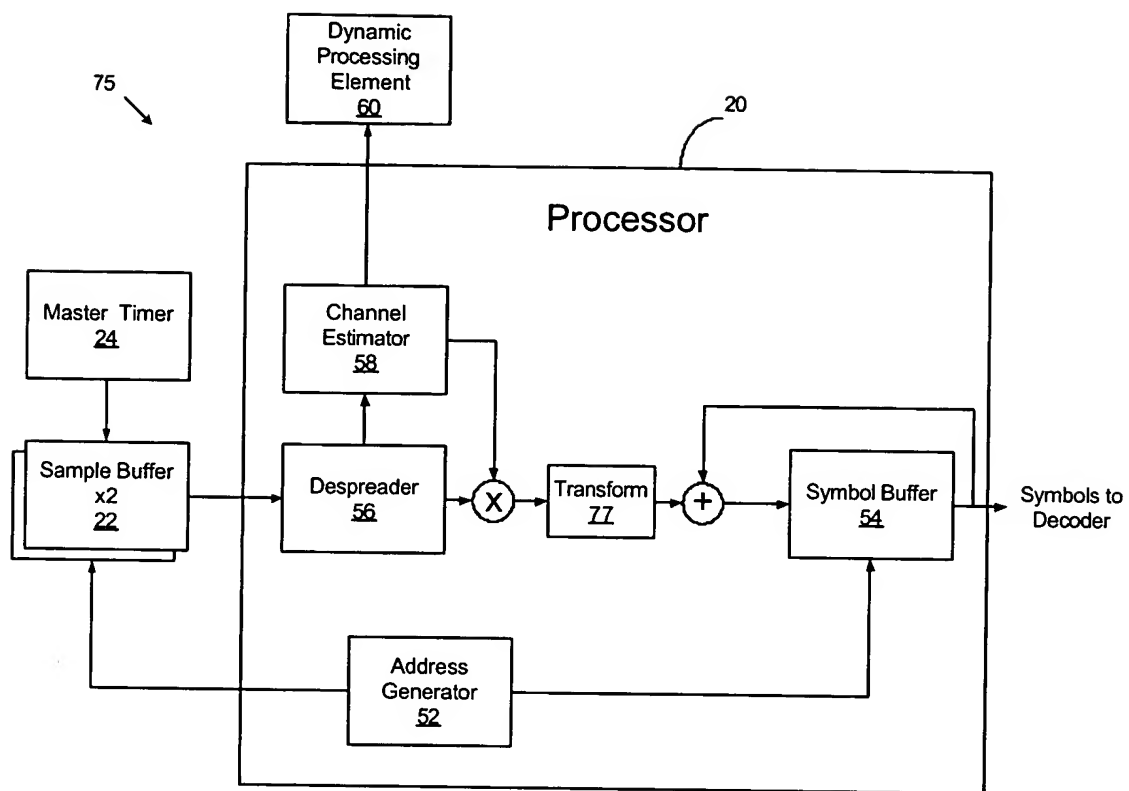 Dynamic
Processing
Element
60
75
20
Processor
Master Timer
24
Channel
Estimator
58
Sample Buffer
x2
22
Despreader
56
X
Transform
77
+
Symbol Buffer
54
Symbols to
Decoder
Address
Generator
52